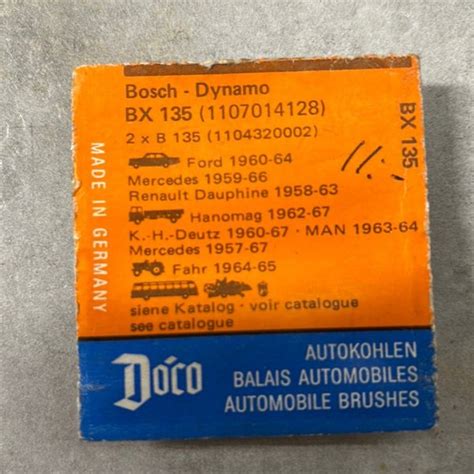 Bosch - Dynamo
BX 135 (1107014128)
2 x B 135 (1104320002)
Ford 1960-64
Mercedes 1959-66
Renault Dauphine 1958-63
Hanomag 1962-67
K.-H.-Deutz 1960-67 · MAN 1963-64
Mercedes 1957-67
Fahr 1964-65
siene Katalog - voir catalogue
see catalogue
BX 135
MADE IN GERMANY
Dóco
AUTOKOHLEN
BALAIS AUTOMOBILES
AUTOMOBILE BRUSHES